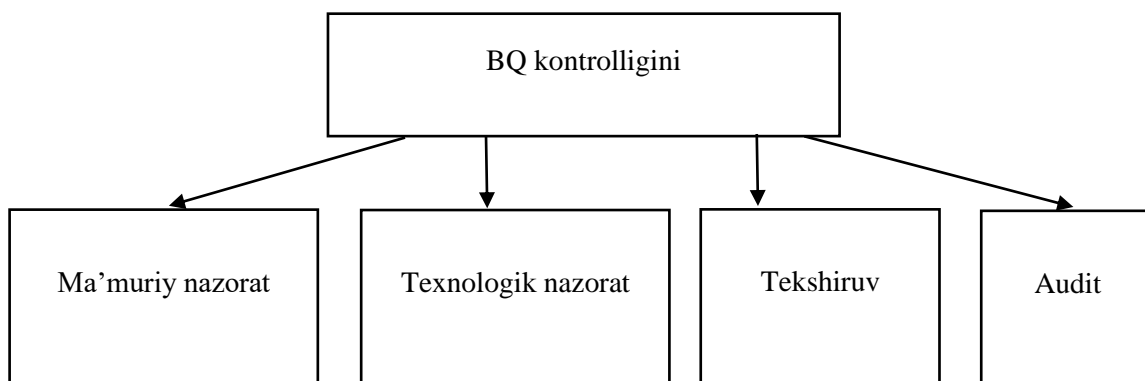 BQ kontrolligini
Ma’muriy nazorat
Texnologik nazorat
Tekshiruv
Audit